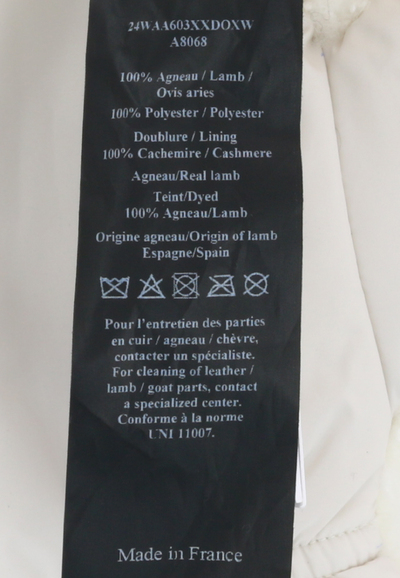 24WAA603XXDOXW
A8068
100% Agneau / Lamb /
Ovis aries
100% Polyester / Polyester
Doublure / Lining
100% Cachemire / Cashmere
Agneau/Real lamb
Teint/Dyed
100% Agneau/Lamb
Origine agneau/Origin of lamb
Espagne/Spain
Pour l'entretien des parties
en cuir / agneau / chèvre,
contacter un spécialiste.
For cleaning of leather /
lamb / goat parts, contact
a specialized center.
Conforme à la norme
UNI 11007.
Made in France